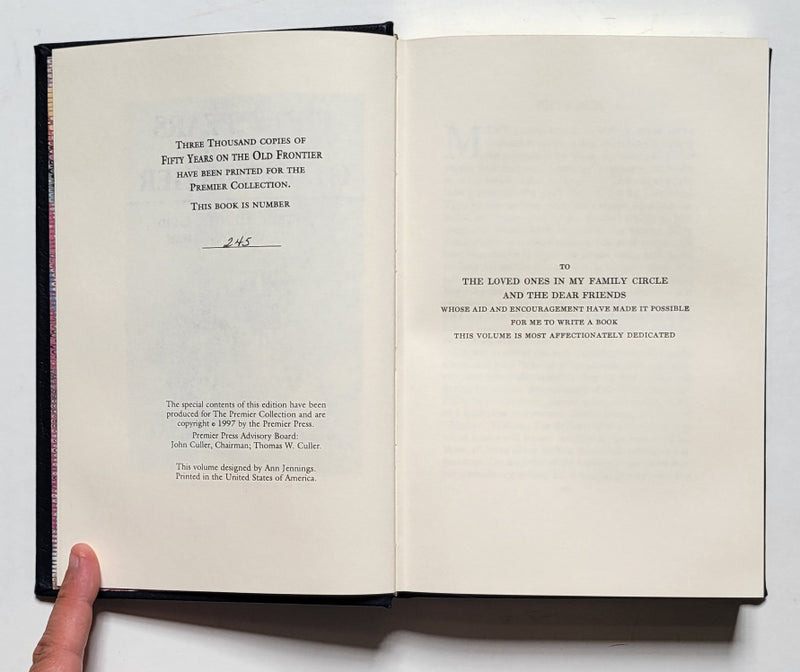 THREE THOUSAND COPIES OF
FIFTY YEARS ON THE OLD FRONTIER
HAVE BEEN PRINTED FOR THE
PREMIER COLLECTION.
THIS BOOK IS NUMBER
245
The special contents of this edition have been
produced for The Premier Collection and are
copyright © 1997 by the Premier Press.
Premier Press Advisory Board:
John Culler, Chairman; Thomas W. Culler.
This volume designed by Ann Jennings.
Printed in the United States of America.
TO
THE LOVED ONES IN MY FAMILY CIRCLE
AND THE DEAR FRIENDS
WHOSE AID AND ENCOURAGEMENT HAVE MADE IT POSSIBLE
FOR ME TO WRITE A BOOK
THIS VOLUME IS MOST AFFECTIONATELY DEDICATED